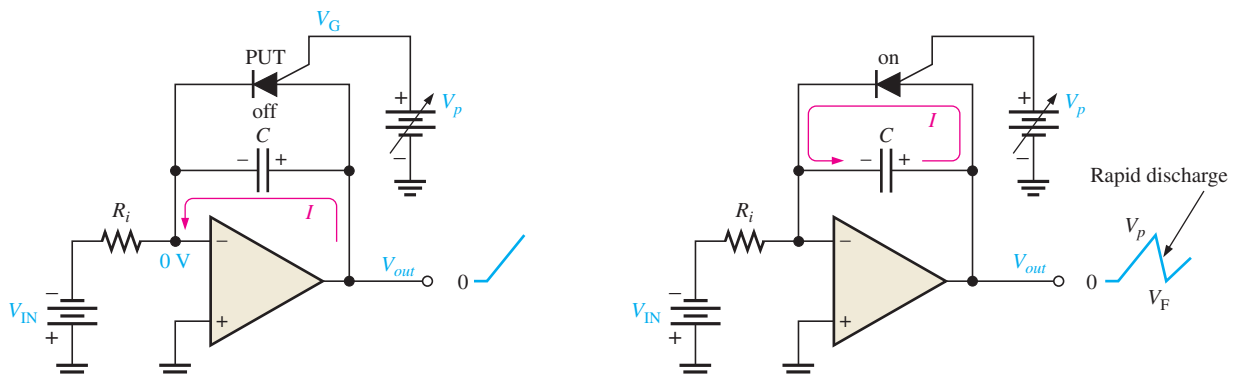 V_G
PUT
off
C
− +
+
V_p
−
R_i
I
−
0 V
V_out
0
−
V_IN
+
+
on
I
C
− +
+
V_p
−
Rapid discharge
R_i
−
V_p
V_out
0
V_F
−
V_IN
+
+